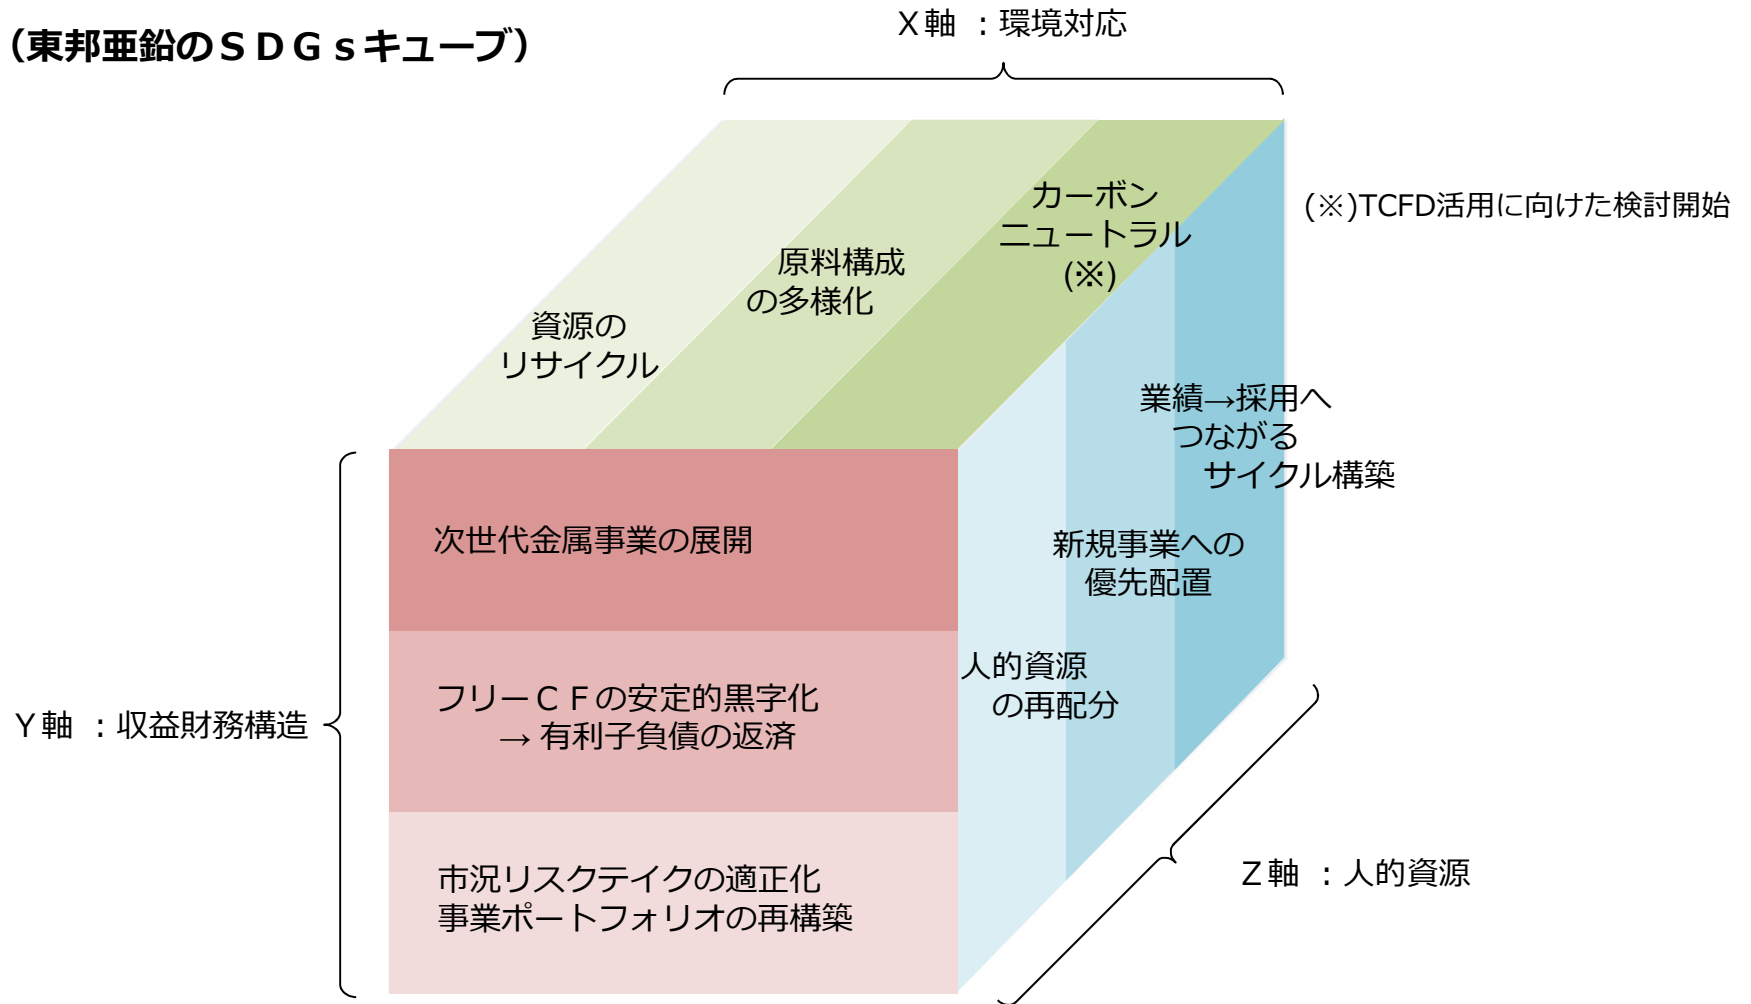 （東邦亜鉛のＳＤＧｓキューブ）
Ｘ軸 ：環境対応
カーボン
ニュートラル
(※)
(※)TCFD活用に向けた検討開始
原料構成
の多様化
資源の
リサイクル
業績→採用へ
つながる
サイクル構築
次世代金属事業の展開
新規事業への
優先配置
人的資源
の再配分
Ｙ軸 ：収益財務構造
フリーＣＦの安定的黒字化
→ 有利子負債の返済
市況リスクテイクの適正化
事業ポートフォリオの再構築
Ｚ軸 ：人的資源